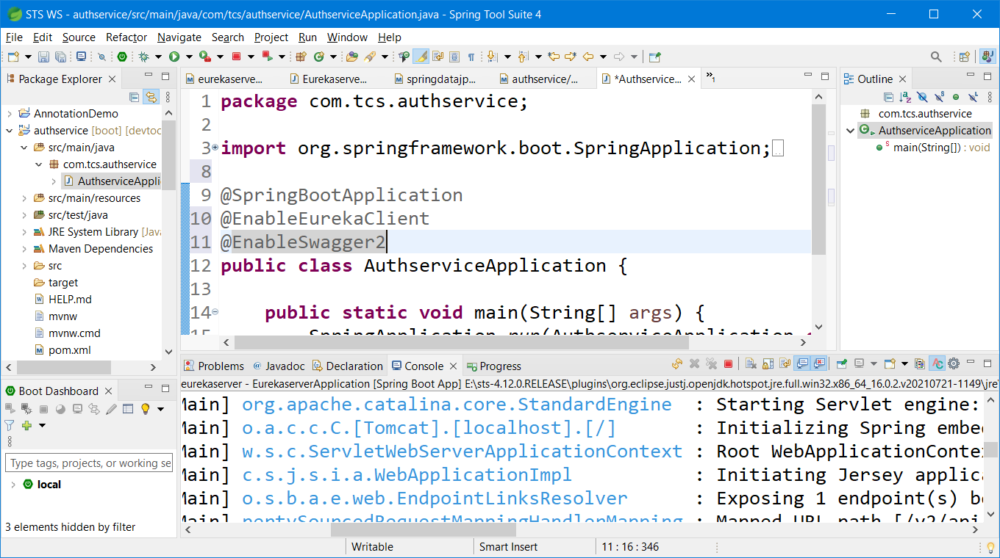 STS WS - authservice/src/main/java/com/tcs/authservice/AuthserviceApplication.java - Spring Tool Suite 4
File Edit Source Refactor Navigate Search Project Run Window Help
Package Explorer
AnnotationDemo
authservice [boot] [devtoo
src/main/java
com.tcs.authservice
AuthserviceAppli
src/main/resources
src/test/java
JRE System Library [Java
Maven Dependencies
src
target
HELP.md
mvnw
mvnw.cmd
pom.xml
eurekaserve... Eurekaserve... springdatajp... authservice/... *Authservice... »1
1 package com.tcs.authservice;
2
3 import org.springframework.boot.SpringApplication;
8
9 @SpringBootApplication
10 @EnableEurekaClient
11 @EnableSwagger2
12 public class AuthserviceApplication {
13
14 public static void main(String[] args) {
15 SpringApplication.run(AuthserviceApplication.c
Outline
com.tcs.authservice
AuthserviceApplication
main(String[]) : void
Boot Dashboard
Type tags, projects, or working se
local
3 elements hidden by filter
Problems @ Javadoc Declaration Console Progress
eurekaserver - EurekaserverApplication [Spring Boot App] E:\sts-4.12.0.RELEASE\plugins\org.eclipse.justj.openjdk.hotspot.jre.full.win32.x86_64_16.0.2.v20210721-1149\jre\
Main] org.apache.catalina.core.StandardEngine : Starting Servlet engine:
Main] o.a.c.c.C.[Tomcat].[localhost].[/] : Initializing Spring embe
Main] w.s.c.ServletWebServerApplicationContext : Root WebApplicationContex
Main] c.s.j.s.i.a.WebApplicationImpl : Initiating Jersey applica
Main] o.s.b.a.e.web.EndpointLinksResolver : Exposing 1 endpoint(s) be
Main] pertySourcedRequestMappingHandlerMapping : Mapped URL path [/v2/api
Writable Smart Insert 11 : 16 : 346